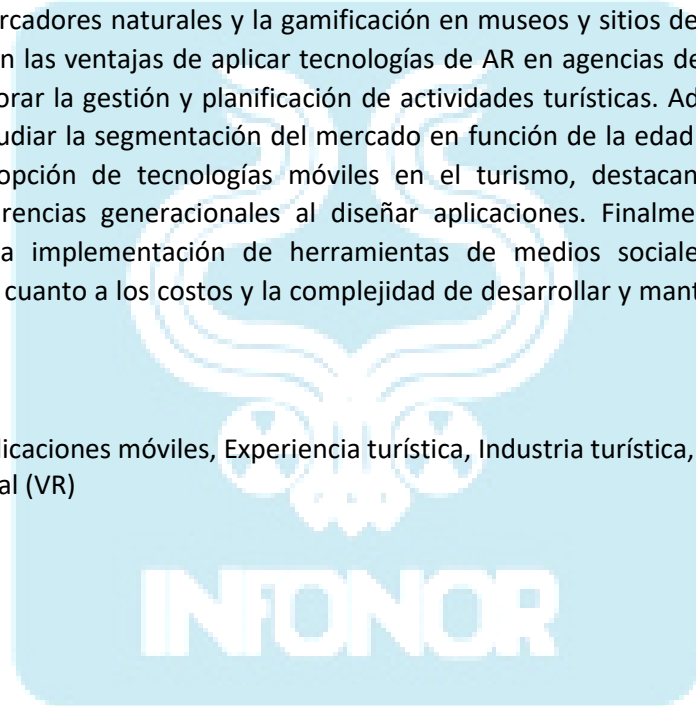 rcadores naturales y la gamificación en museos y sitios de
n las ventajas de aplicar tecnologías de AR en agencias de
orar la gestión y planificación de actividades turísticas. Ad
udiar la segmentación del mercado en función de la edad
opción de tecnologías móviles en el turismo, destacan
rencias generacionales al diseñar aplicaciones. Finalme
a implementación de herramientas de medios sociale
cuanto a los costos y la complejidad de desarrollar y mant
licaciones móviles, Experiencia turística, Industria turística,
al (VR)
INFONOR